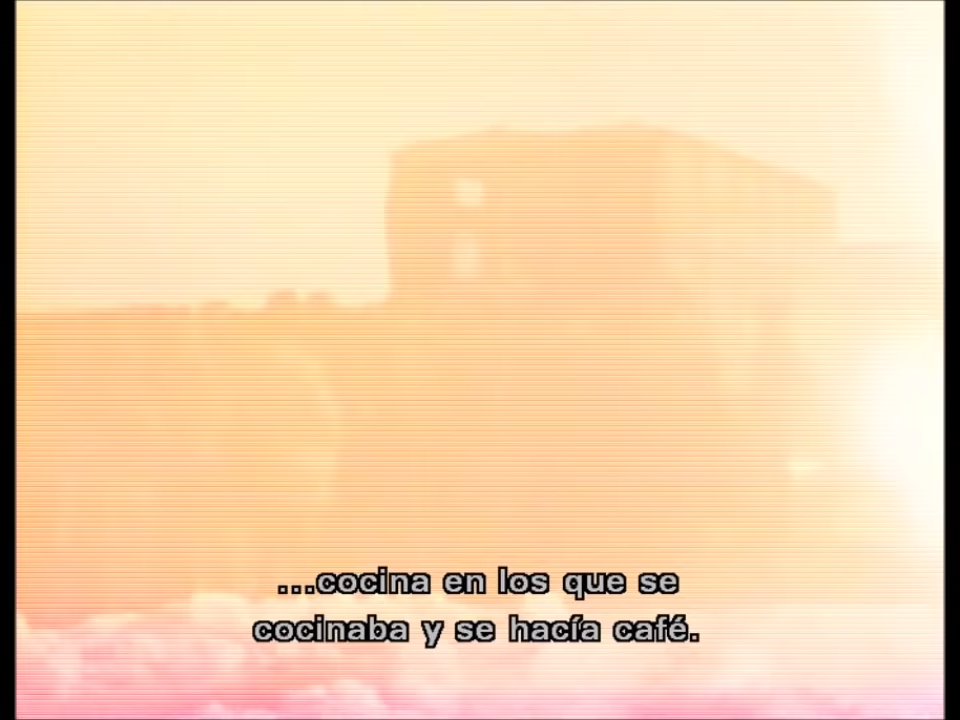 ...cocina en los que se
cocinaba y se hacía café.